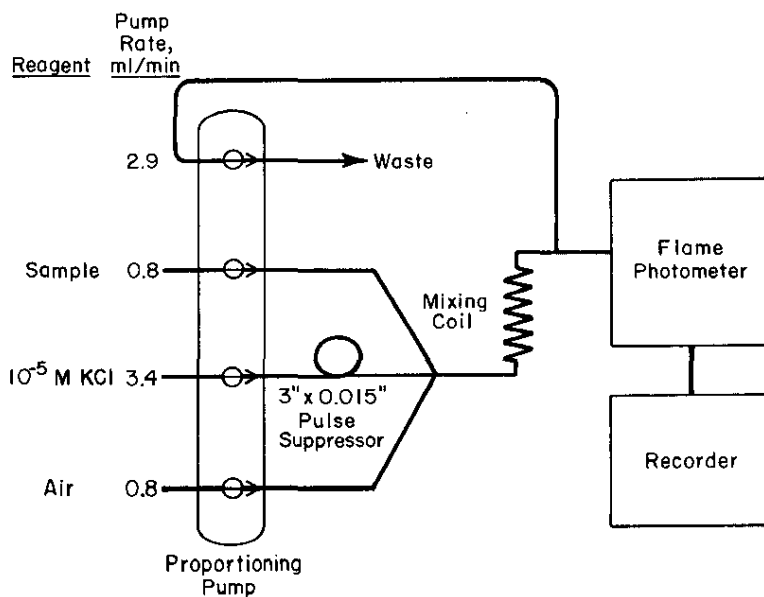 Pump
Rate,
Reagent ml/min
2.9
Waste
Sample 0.8
Flame
Photometer
Mixing
Coil
10⁻⁵ M KCl 3.4
3" x 0.015"
Pulse
Suppressor
Recorder
Air 0.8
Proportioning
Pump